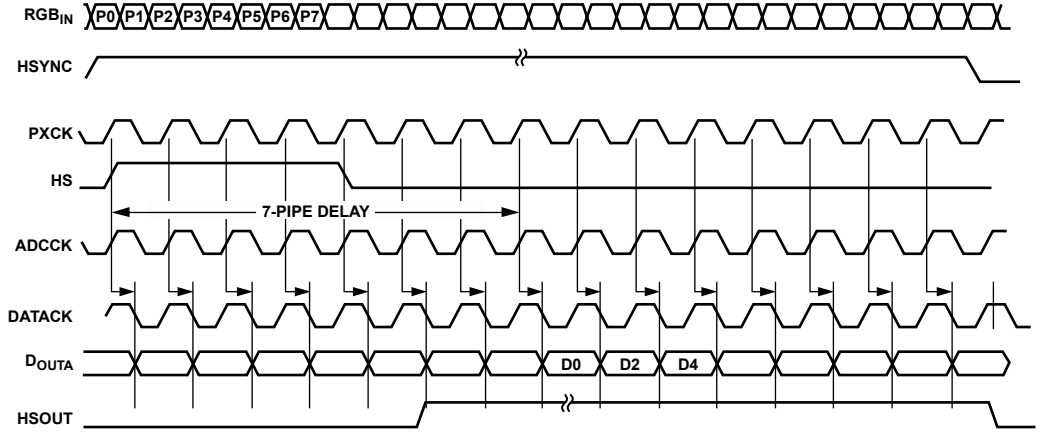 RGBIN P0 P1 P2 P3 P4 P5 P6 P7
HSYNC
PXCK
HS
7-PIPE DELAY
ADCCK
DATACK
DOUTA D0 D2 D4
HSOUT